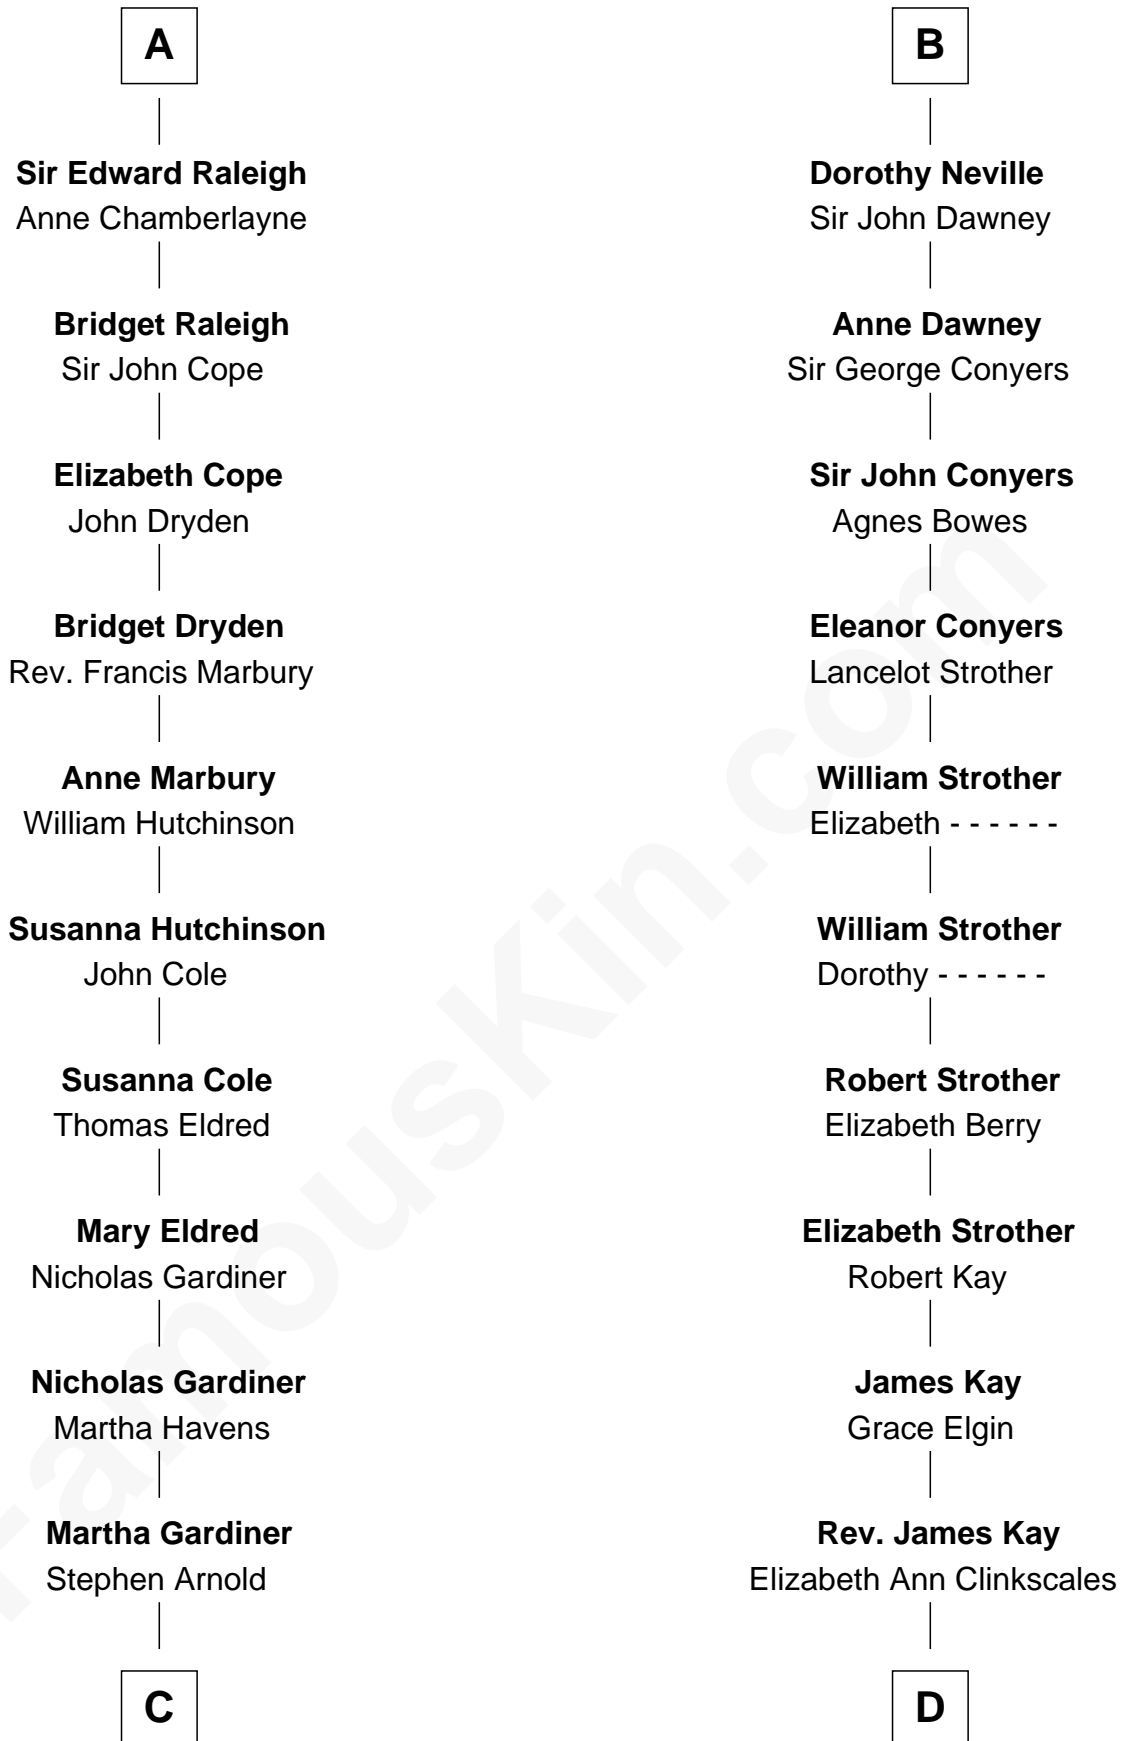 A
Sir Edward Raleigh
Anne Chamberlayne
Bridget Raleigh
Sir John Cope
Elizabeth Cope
John Dryden
Bridget Dryden
Rev. Francis Marbury
Anne Marbury
William Hutchinson
Susanna Hutchinson
John Cole
Susanna Cole
Thomas Eldred
Mary Eldred
Nicholas Gardiner
Nicholas Gardiner
Martha Havens
Martha Gardiner
Stephen Arnold
C
B
Dorothy Neville
Sir John Dawney
Anne Dawney
Sir George Conyers
Sir John Conyers
Agnes Bowes
Eleanor Conyers
Lancelot Strother
William Strother
Elizabeth - - - - - -
William Strother
Dorothy - - - - - -
Robert Strother
Elizabeth Berry
Elizabeth Strother
Robert Kay
James Kay
Grace Elgin
Rev. James Kay
Elizabeth Ann Clinkscales
D
FamousKin.com